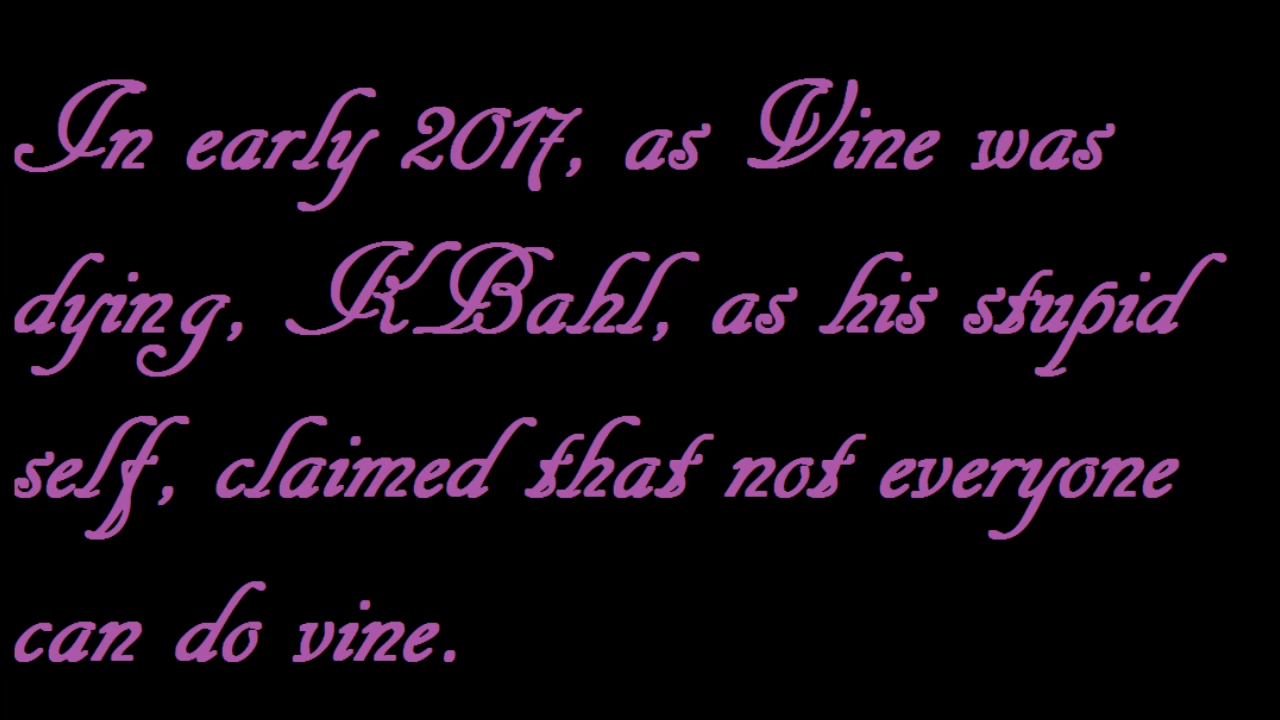 In early 2017, as Vine was
dying, KBahl, as his stupid
self, claimed that not everyone
can do vine.